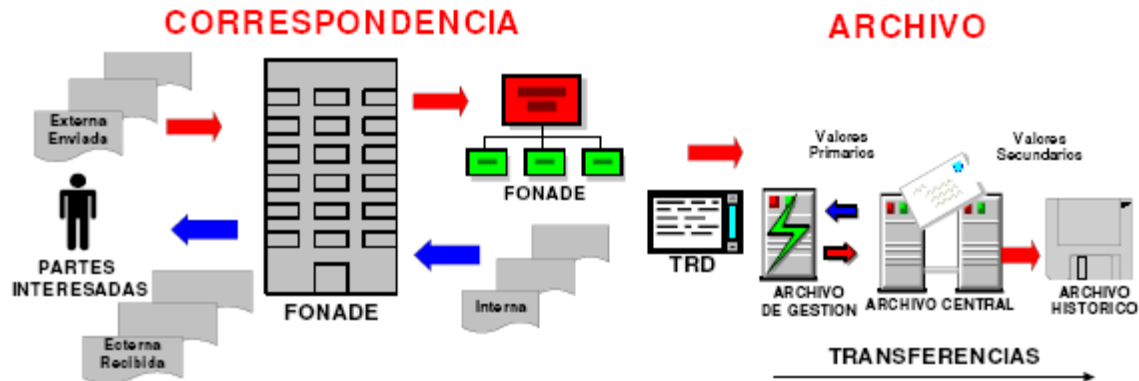 CORRESPONDENCIA
ARCHIVO
Externa
Enviada
PARTES
INTERESADAS
Ecterna
Recibida
FONADE
FONADE
Interna
TRD
Valores
Primarios
Valores
Secundarios
ARCHIVO
DE GESTION
ARCHIVO CENTRAL
ARCHIVO
HISTORICO
TRANSFERENCIAS